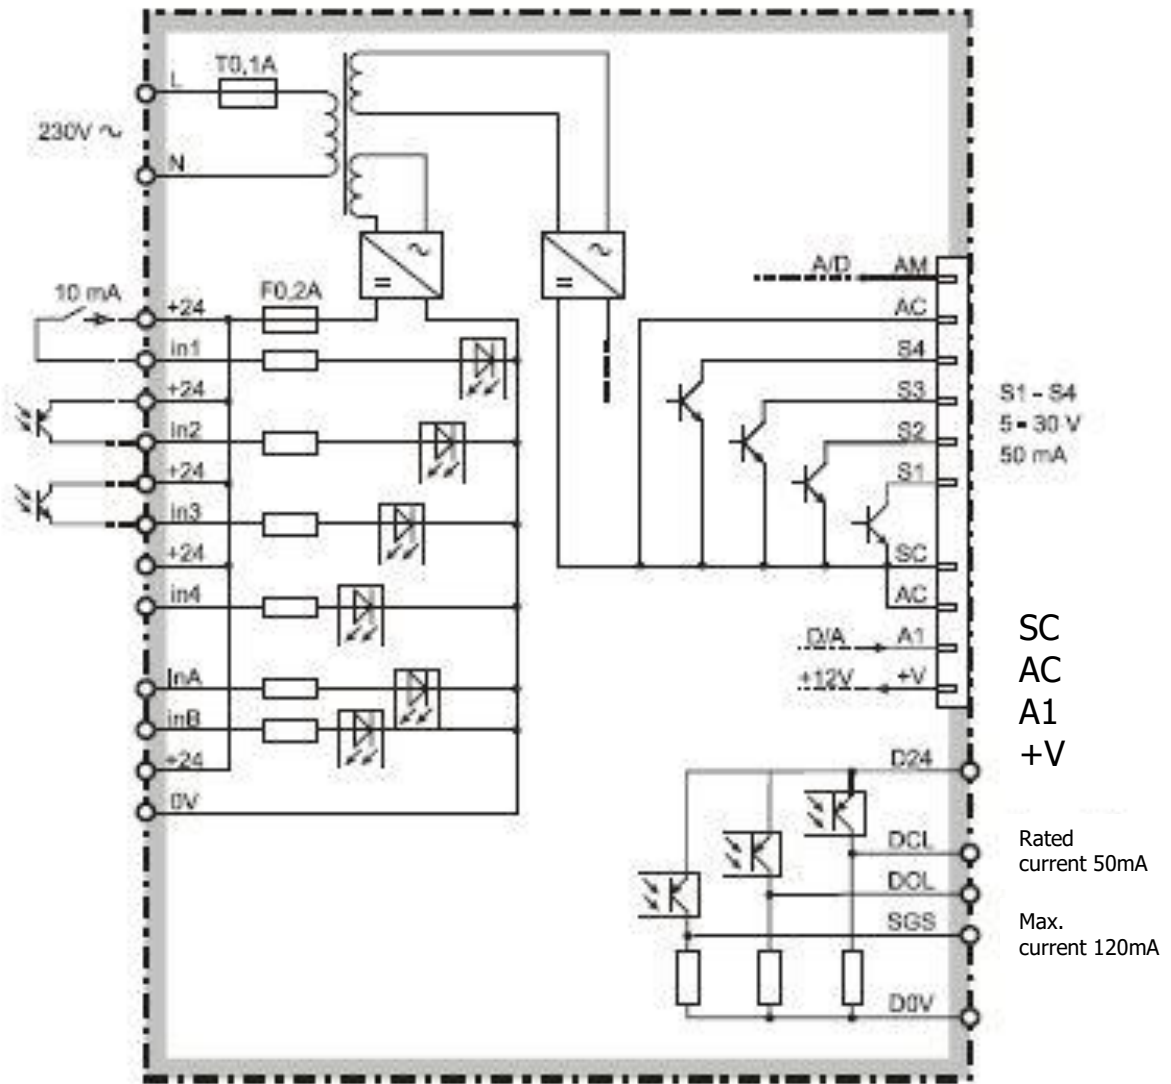 T0,1A
L
230V ~
N
A/D
AM
10 mA
+24
F0,2A
AC
in1
S4
+24
S3
S1 - S4
5 - 30 V
in2
S2
50 mA
+24
S1
in3
+24
SC
in4
AC
SC
D/A
A1
AC
InA
+12V
+V
A1
inB
+V
+24
D24
0V
DCL
Rated
current 50mA
DOL
SGS
Max.
current 120mA
D0V